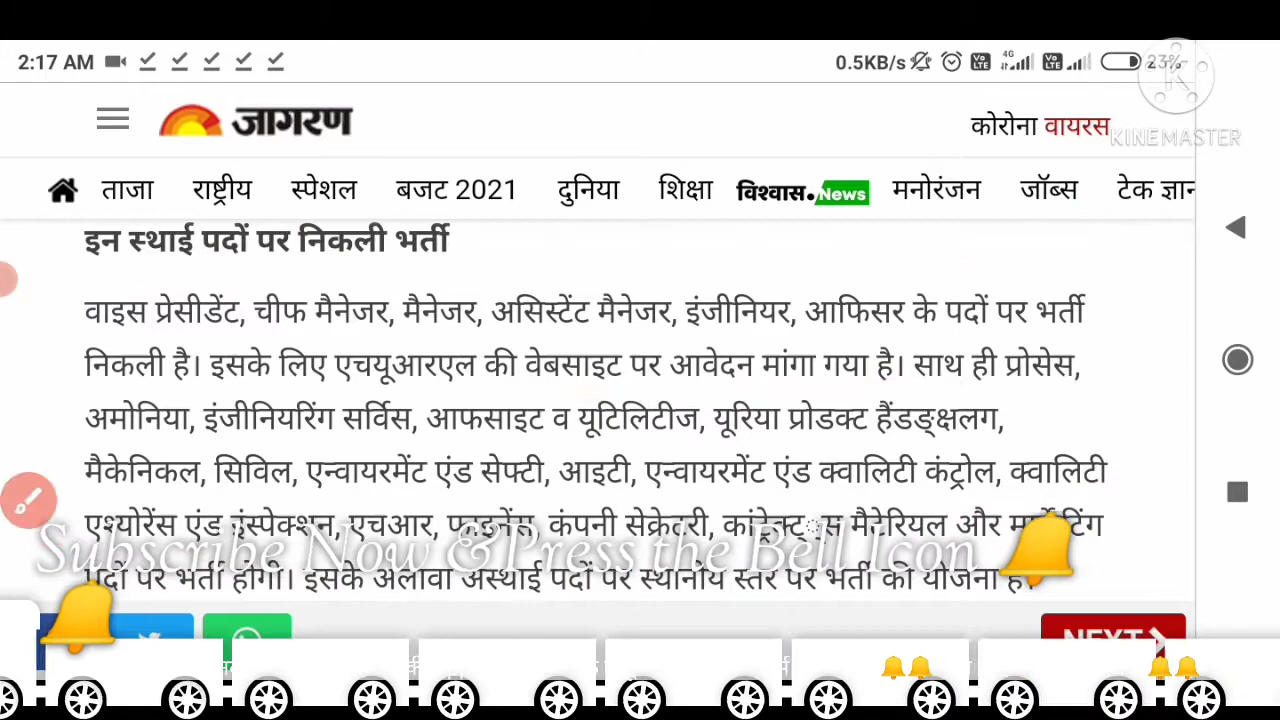 2:17 AM 0.5KB/s 4G 23%
KINEMASTER
जागरण कोरोना वायरस
ताजा राष्ट्रीय स्पेशल बजट 2021 दुनिया शिक्षा विश्वास.News मनोरंजन जॉब्स टेक ज्ञान
इन स्थाई पदों पर निकली भर्ती
वाइस प्रेसीडेंट, चीफ मैनेजर, मैनेजर, असिस्टेंट मैनेजर, इंजीनियर, आफिसर के पदों पर भर्ती
निकली है। इसके लिए एचयूआरएल की वेबसाइट पर आवेदन मांगा गया है। साथ ही प्रोसेस,
अमोनिया, इंजीनियरिंग सर्विस, आफसाइट व यूटिलिटीज, यूरिया प्रोडक्ट हैंडङ्क्षलग,
मैकेनिकल, सिविल, एन्वायरमेंट एंड सेफ्टी, आइटी, एन्वायरमेंट एंड क्वालिटी कंट्रोल, क्वालिटी
एश्योरेंस एंड इंस्पेक्शन, एचआर, फाइनेंस, कंपनी सेक्रेटरी, कांट्रेक्ट्स मैटेरियल और मार्केटिंग
Subscribe Now & Press the Bell Icon
पदों पर भर्ती होगी। इसके अलावा अस्थाई पदों पर स्थानीय स्तर पर भर्ती की योजना है।
NEXT